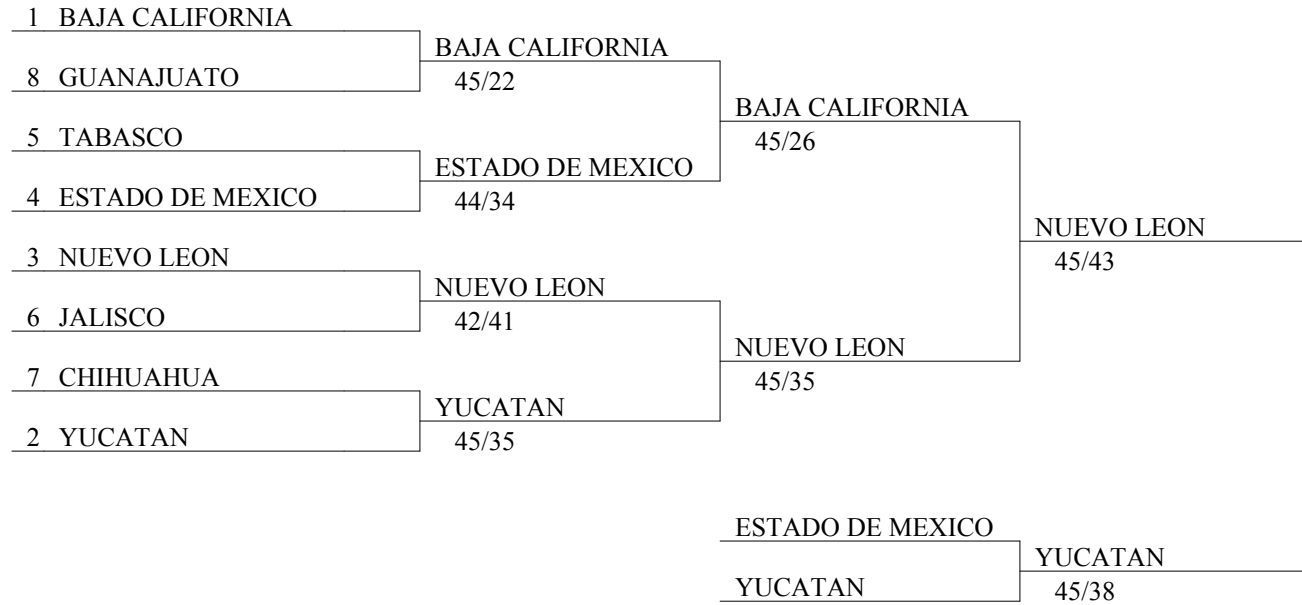 1 BAJA CALIFORNIA
8 GUANAJUATO
5 TABASCO
4 ESTADO DE MEXICO
3 NUEVO LEON
6 JALISCO
7 CHIHUAHUA
2 YUCATAN
BAJA CALIFORNIA
45/22
ESTADO DE MEXICO
44/34
NUEVO LEON
42/41
YUCATAN
45/35
BAJA CALIFORNIA
45/26
NUEVO LEON
45/35
NUEVO LEON
45/43
ESTADO DE MEXICO
YUCATAN
YUCATAN
45/38